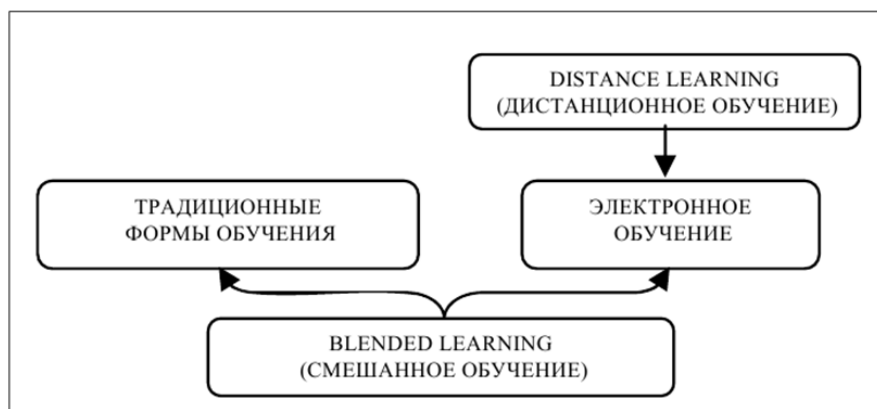 DISTANCE LEARNING
(ДИСТАНЦИОННОЕ ОБУЧЕНИЕ)
ТРАДИЦИОННЫЕ
ФОРМЫ ОБУЧЕНИЯ
ЭЛЕКТРОННОЕ
ОБУЧЕНИЕ
BLENDED LEARNING
(СМЕШАННОЕ ОБУЧЕНИЕ)